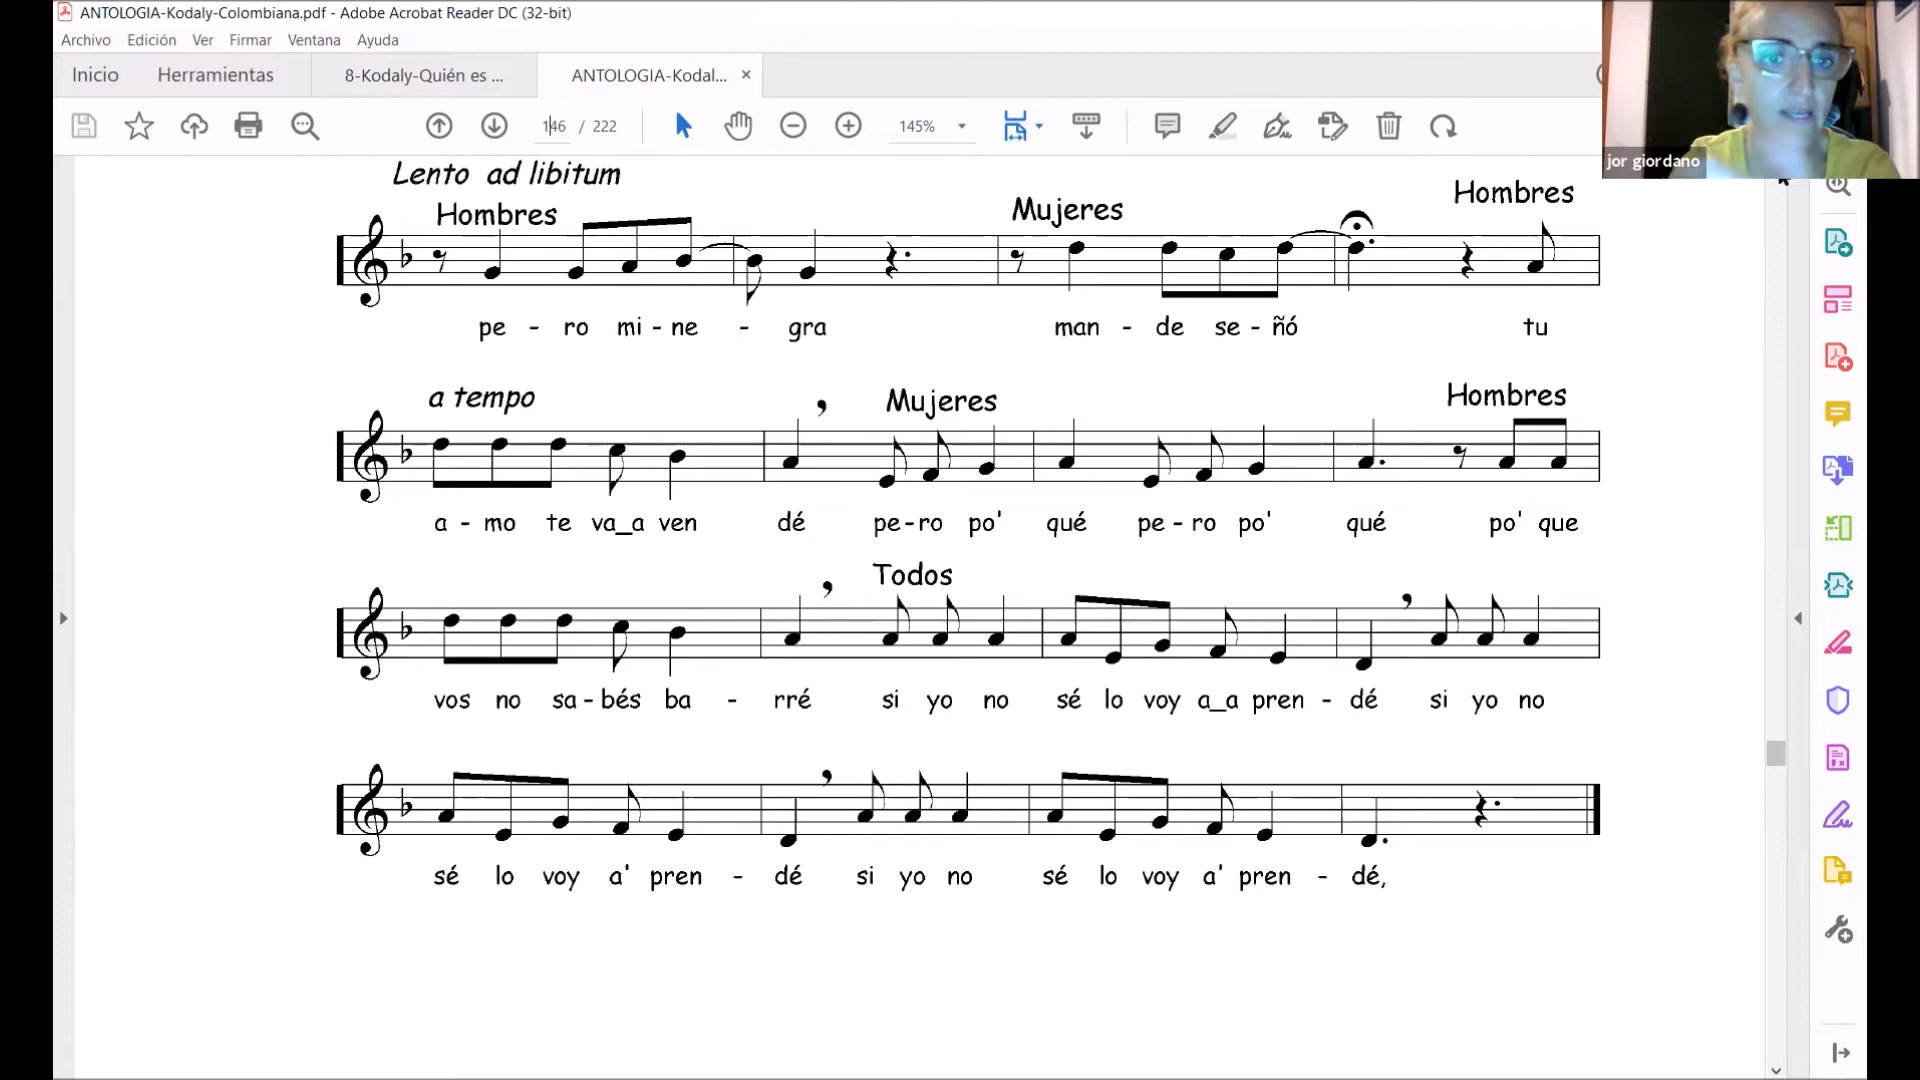 ANTOLOGIA-Kodaly-Colombiana.pdf - Adobe Acrobat Reader DC (32-bit)
Archivo Edición Ver Firmar Ventana Ayuda
Inicio Herramientas 8-Kodaly-Quién es ... ANTOLOGIA-Kodal... ×
146 / 222 145%
jor giordano
Lento ad libitum
Hombres Mujeres Hombres
pe - ro mi - ne - gra man - de se - ñó tu
a tempo Mujeres Hombres
a - mo te va_a ven dé pe - ro po' qué pe - ro po' qué po' que
Todos
vos no sa - bés ba - rré si yo no sé lo voy a_a pren - dé si yo no
sé lo voy a' pren - dé si yo no sé lo voy a' pren - dé,